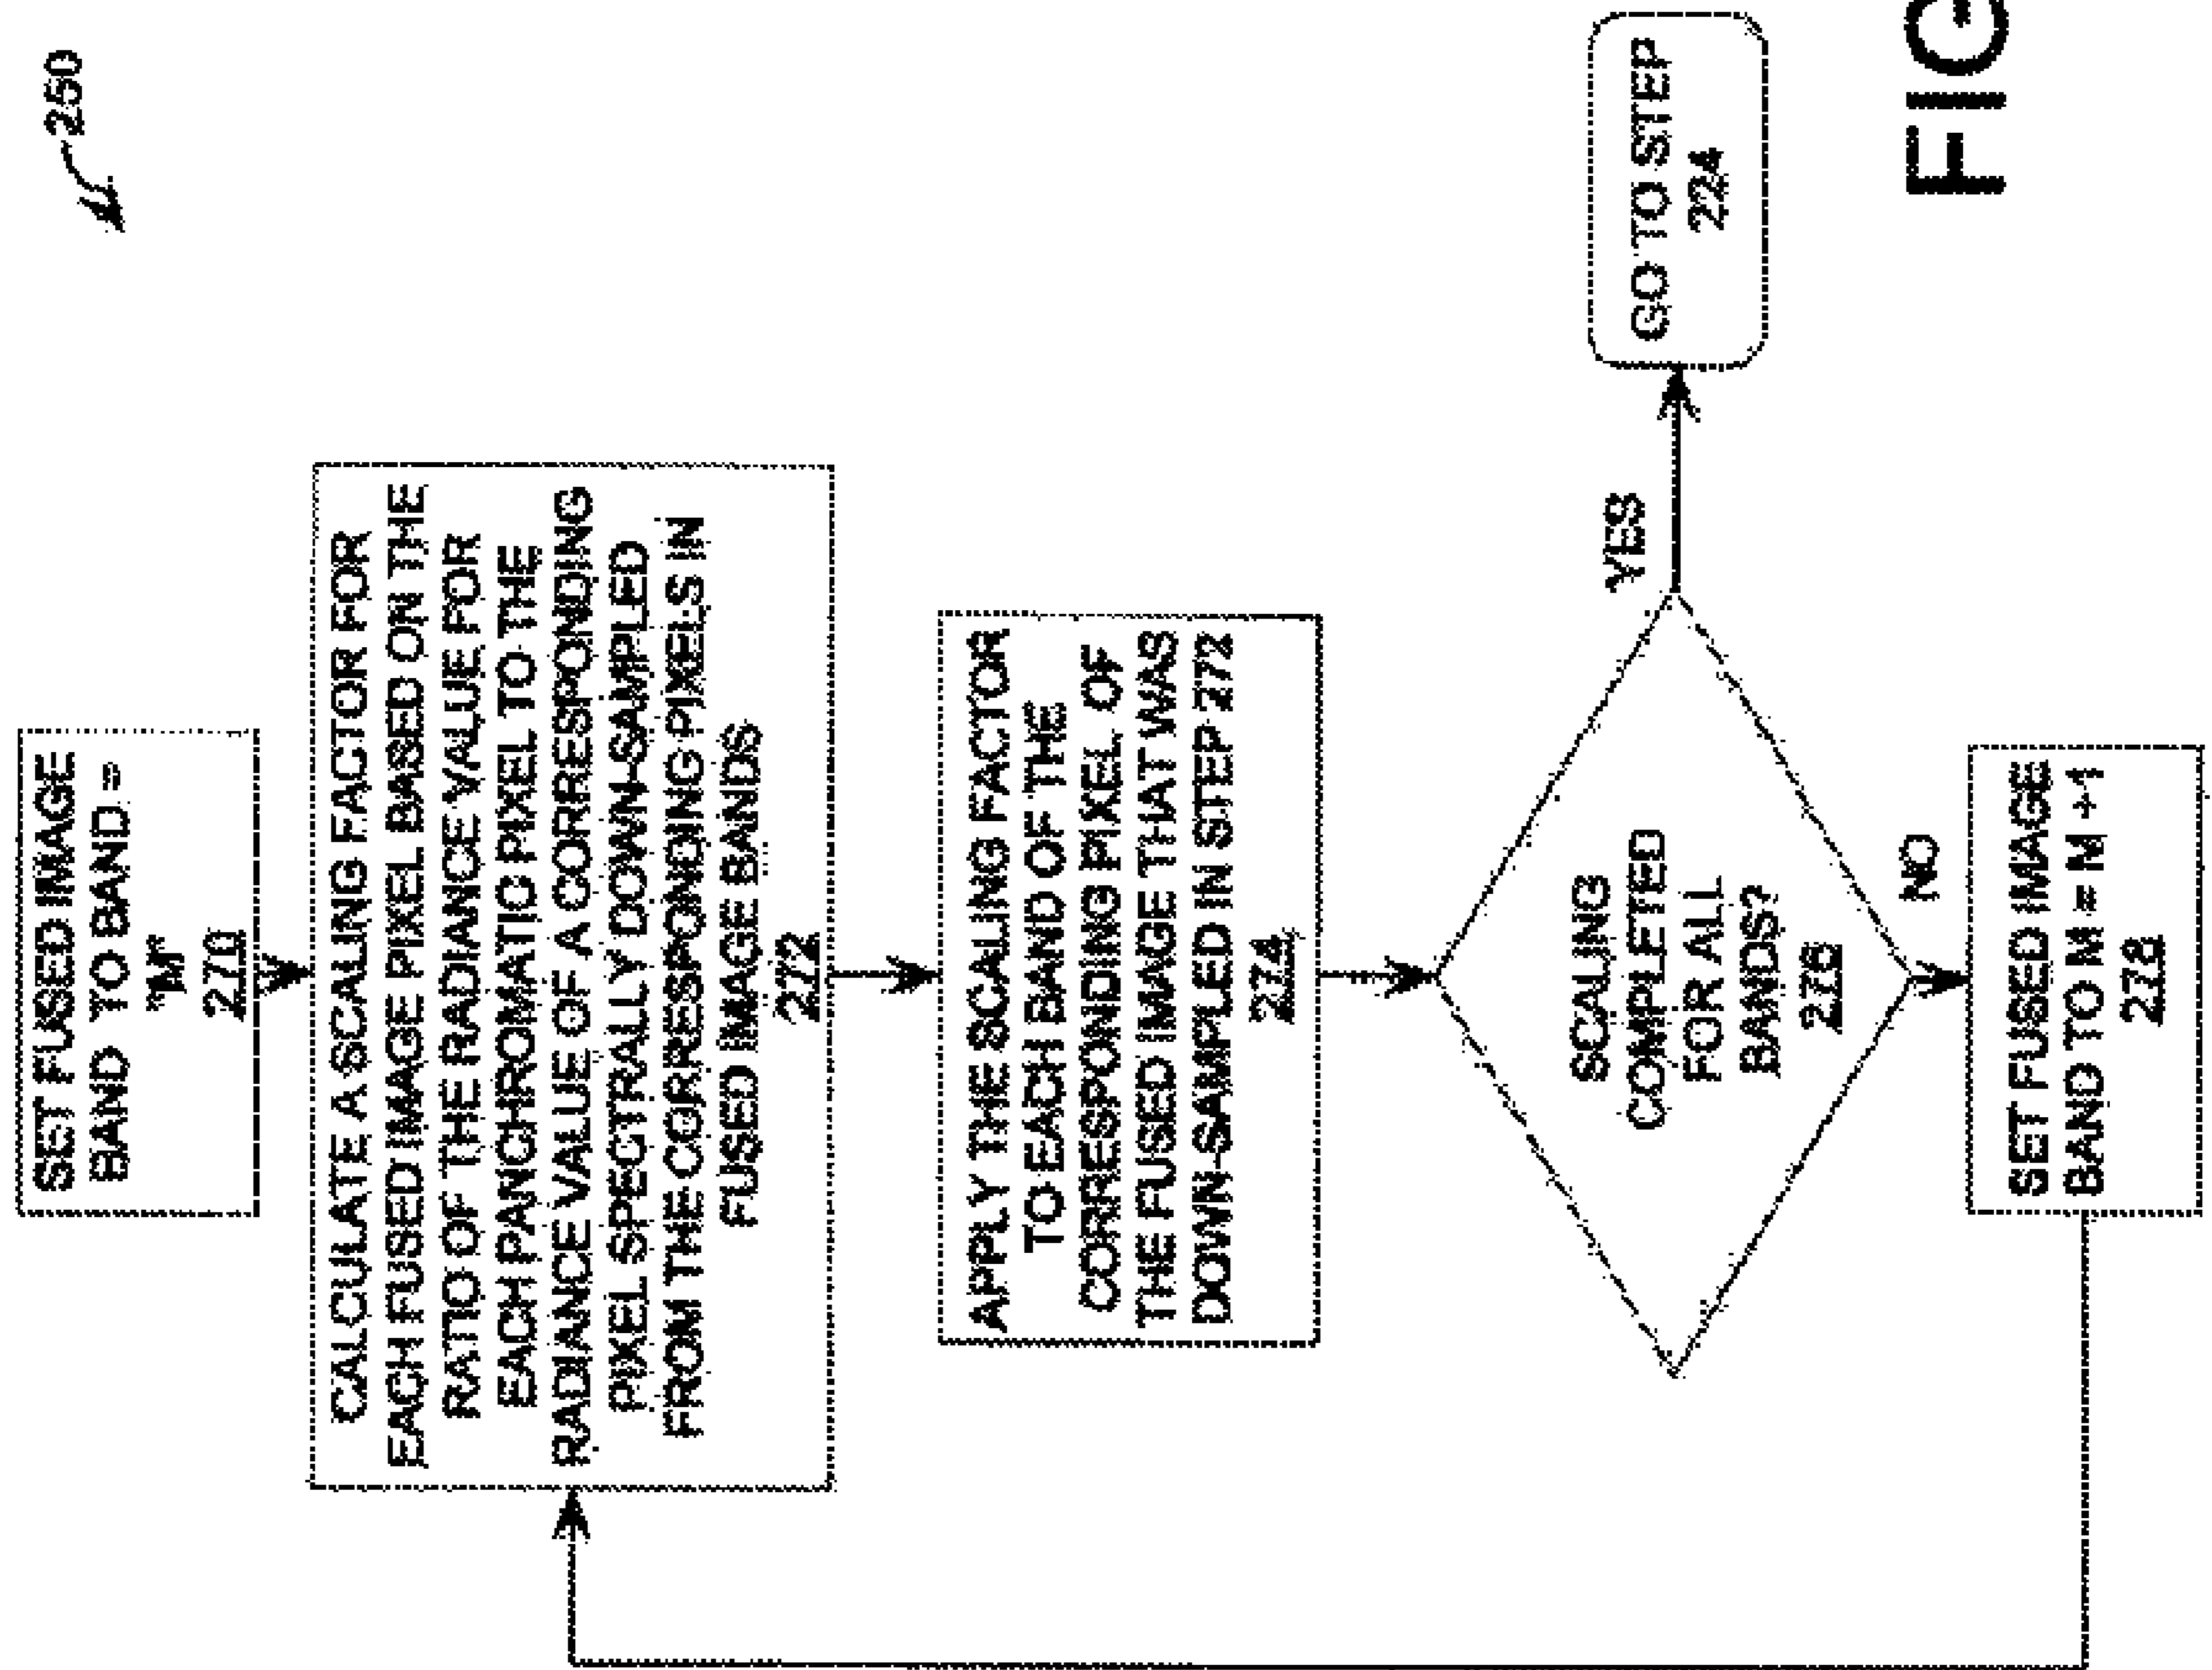 250
SET FUSED IMAGE
BAND TO BAND =
"M"
270
CALCULATE A SCALING FACTOR FOR
EACH FUSED IMAGE PIXEL BASED ON THE
RATIO OF THE RADIANCE VALUE FOR
EACH PANCHROMATIC PIXEL TO THE
RADIANCE VALUE OF A CORRESPONDING
PIXEL SPECTRALLY DOWN-SAMPLED
FROM THE CORRESPONDING PIXELS IN
FUSED IMAGE BANDS
272
APPLY THE SCALING FACTOR
TO EACH BAND OF THE
CORRESPONDING PIXEL OF
THE FUSED IMAGE THAT WAS
DOWN-SAMPLED IN STEP 272
274
SCALING
COMPLETED
FOR ALL
BANDS?
276
YES
GO TO STEP
224
NO
SET FUSED IMAGE
BAND TO M = M +1
278
FIG